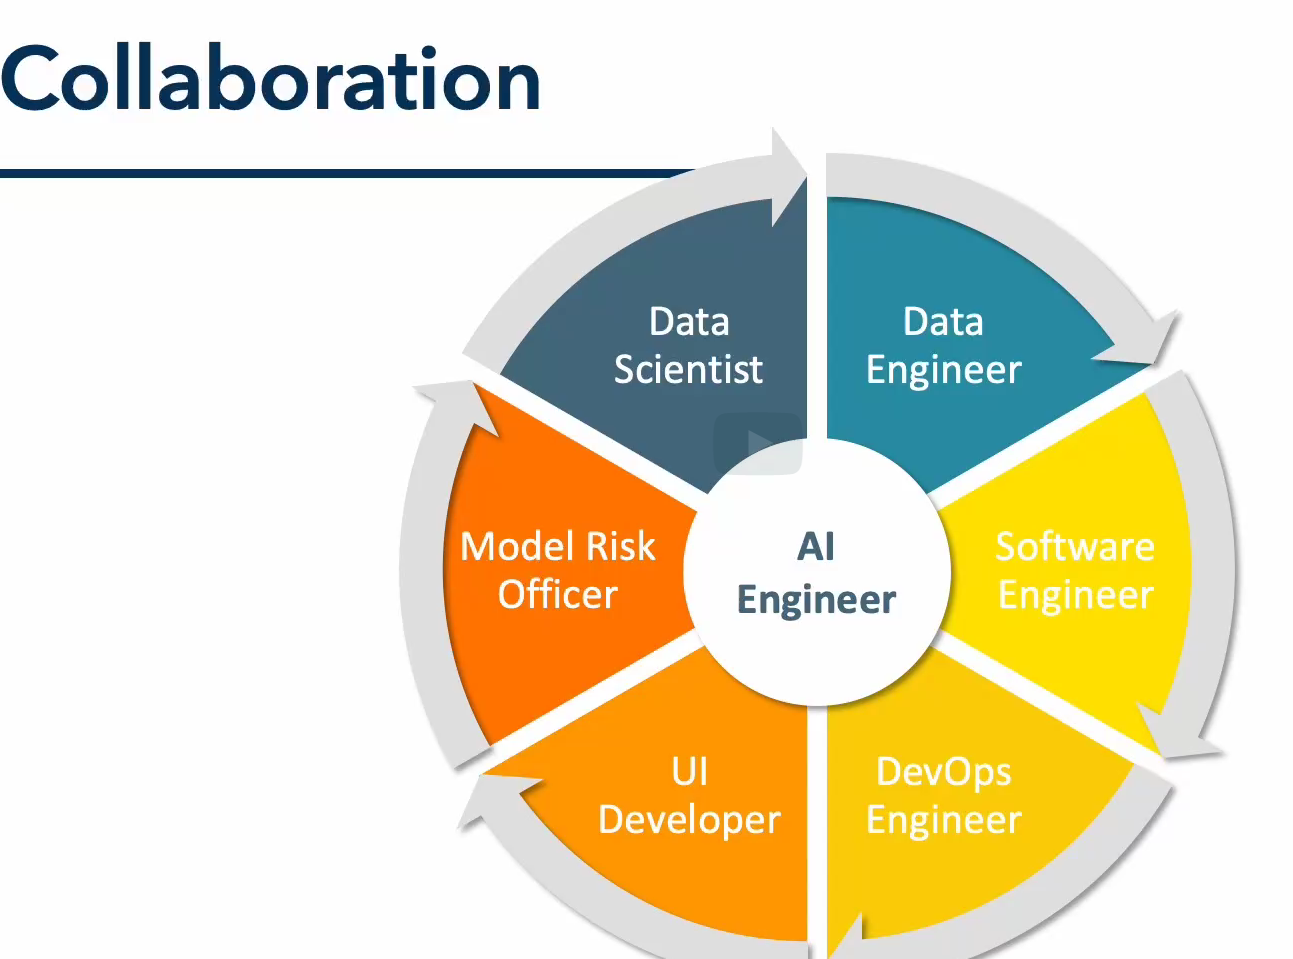 Collaboration
Data
Scientist
Data
Engineer
Model Risk
Officer
AI
Engineer
Software
Engineer
UI
Developer
DevOps
Engineer